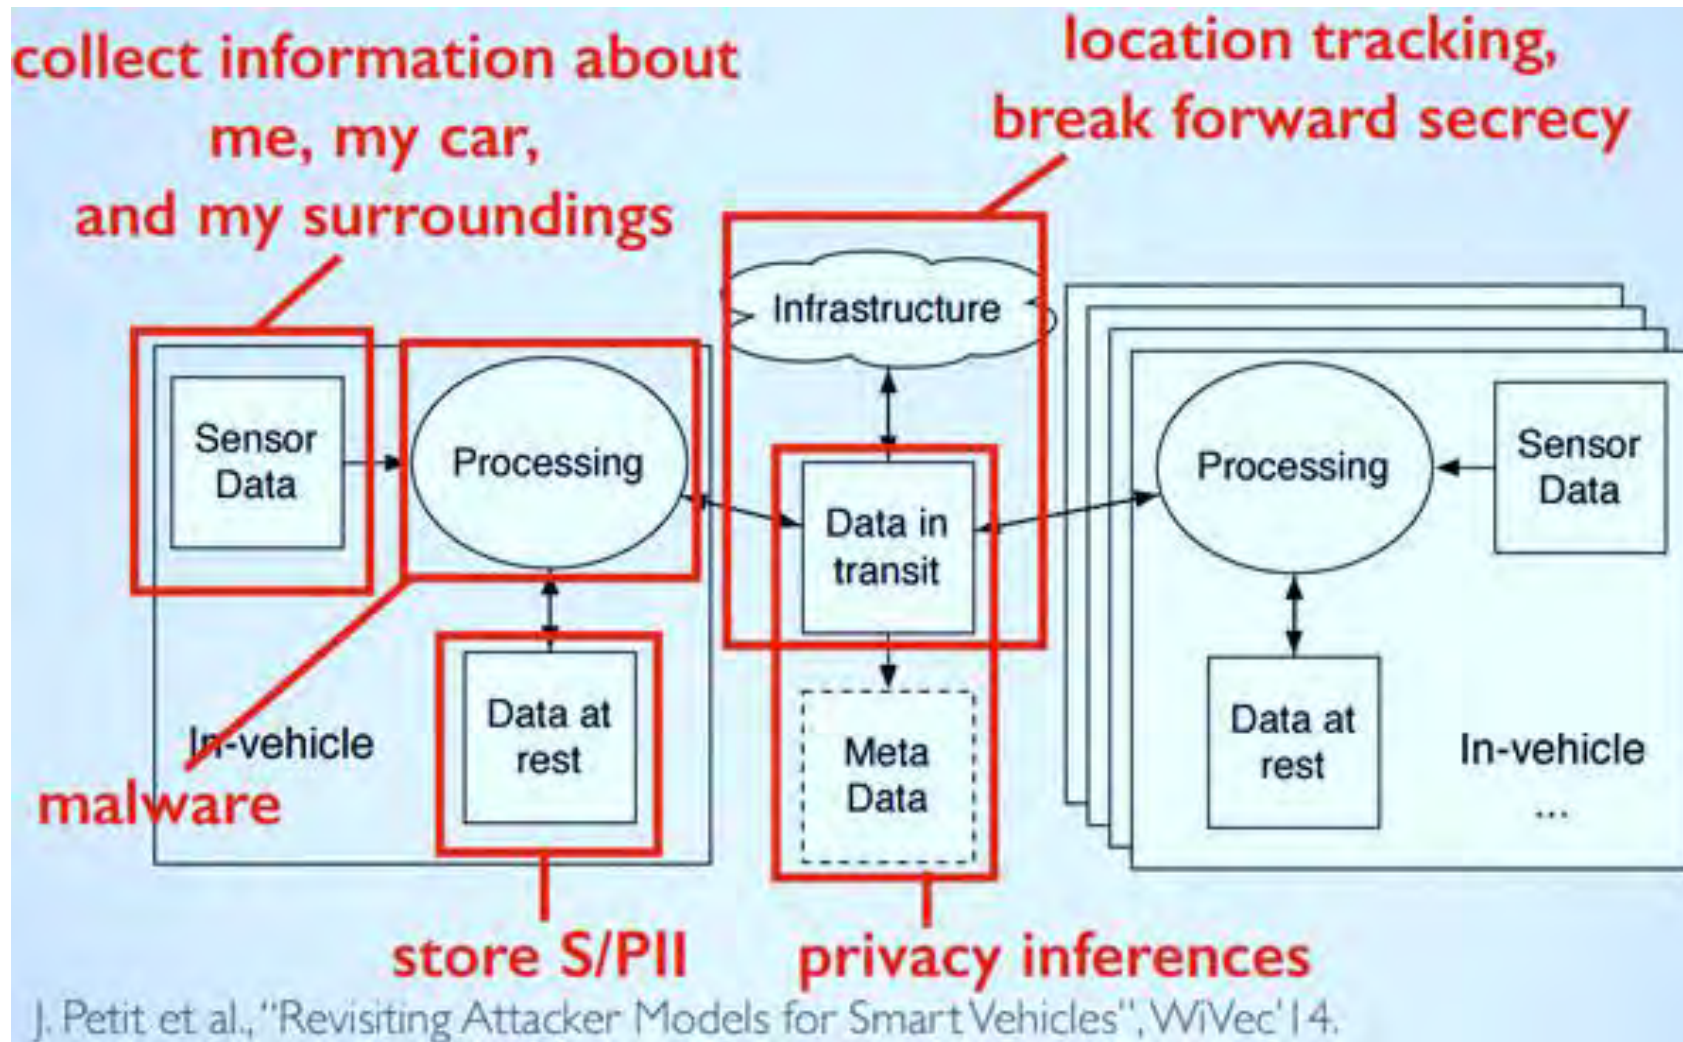 collect information about
me, my car,
and my surroundings
location tracking,
break forward secrecy
Infrastructure
Sensor
Data
Processing
Data in
transit
Processing
Sensor
Data
In-vehicle
Data at
rest
Meta
Data
Data at
rest
In-vehicle
...
malware
store S/PII
privacy inferences
J. Petit et al., "Revisiting Attacker Models for Smart Vehicles", WiVec'14.